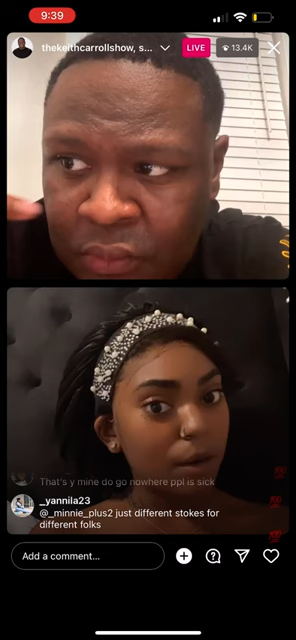 9:39
thekeithcarrollshow, s...
LIVE
13.4K
That's y mine do go nowhere ppl is sick
_yannila23
@_minnie_plus2 just different stokes for
different folks
Add a comment...